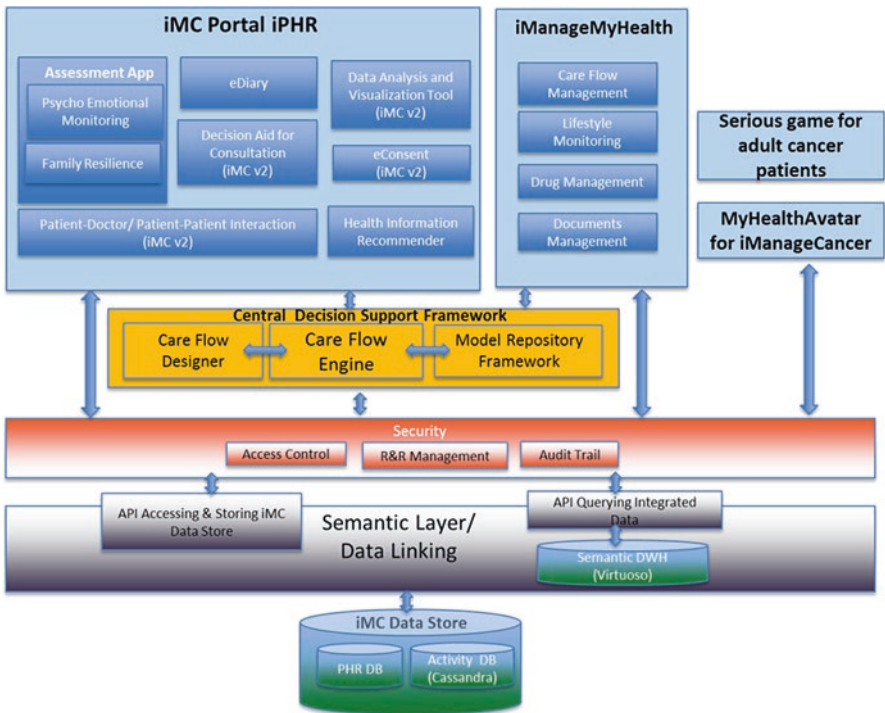 iMC Portal iPHR
Assessment App
Psycho Emotional
Monitoring
Family Resilience
eDiary
Decision Aid for
Consultation
(iMC v2)
Data Analysis and
Visualization Tool
(iMC v2)
eConsent
(iMC v2)
Patient-Doctor/ Patient-Patient Interaction
(iMC v2)
Health Information
Recommender
iManageMyHealth
Care Flow
Management
Lifestyle
Monitoring
Drug Management
Documents
Management
Serious game for
adult cancer
patients
MyHealthAvatar
for iManageCancer
Central Decision Support Framework
Care Flow
Designer
Care Flow
Engine
Model Repository
Framework
Security
Access Control
R&R Management
Audit Trail
API Accessing & Storing iMC
Data Store
Semantic Layer/
Data Linking
API Querying Integrated
Data
Semantic DWH
(Virtuoso)
iMC Data Store
PHR DB
Activity DB
(Cassandra)